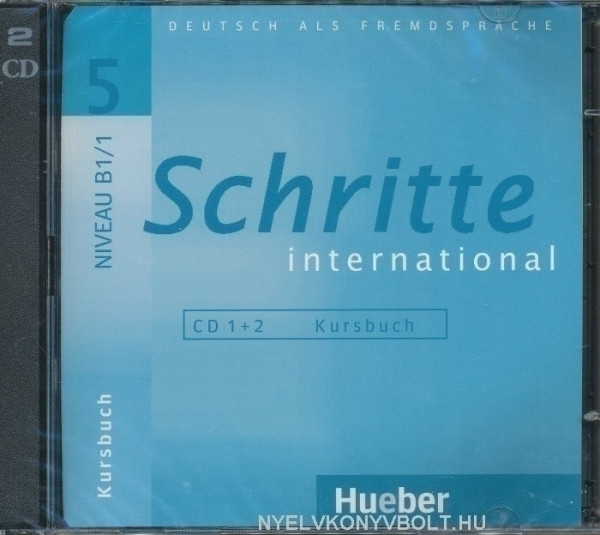 2
CD
DEUTSCH ALS FREMDSPRACHE
5
NIVEAU B1/1
Schritte
international
CD 1+2 Kursbuch
Kursbuch
Hueber
NYELVKONYVBOLT.HU